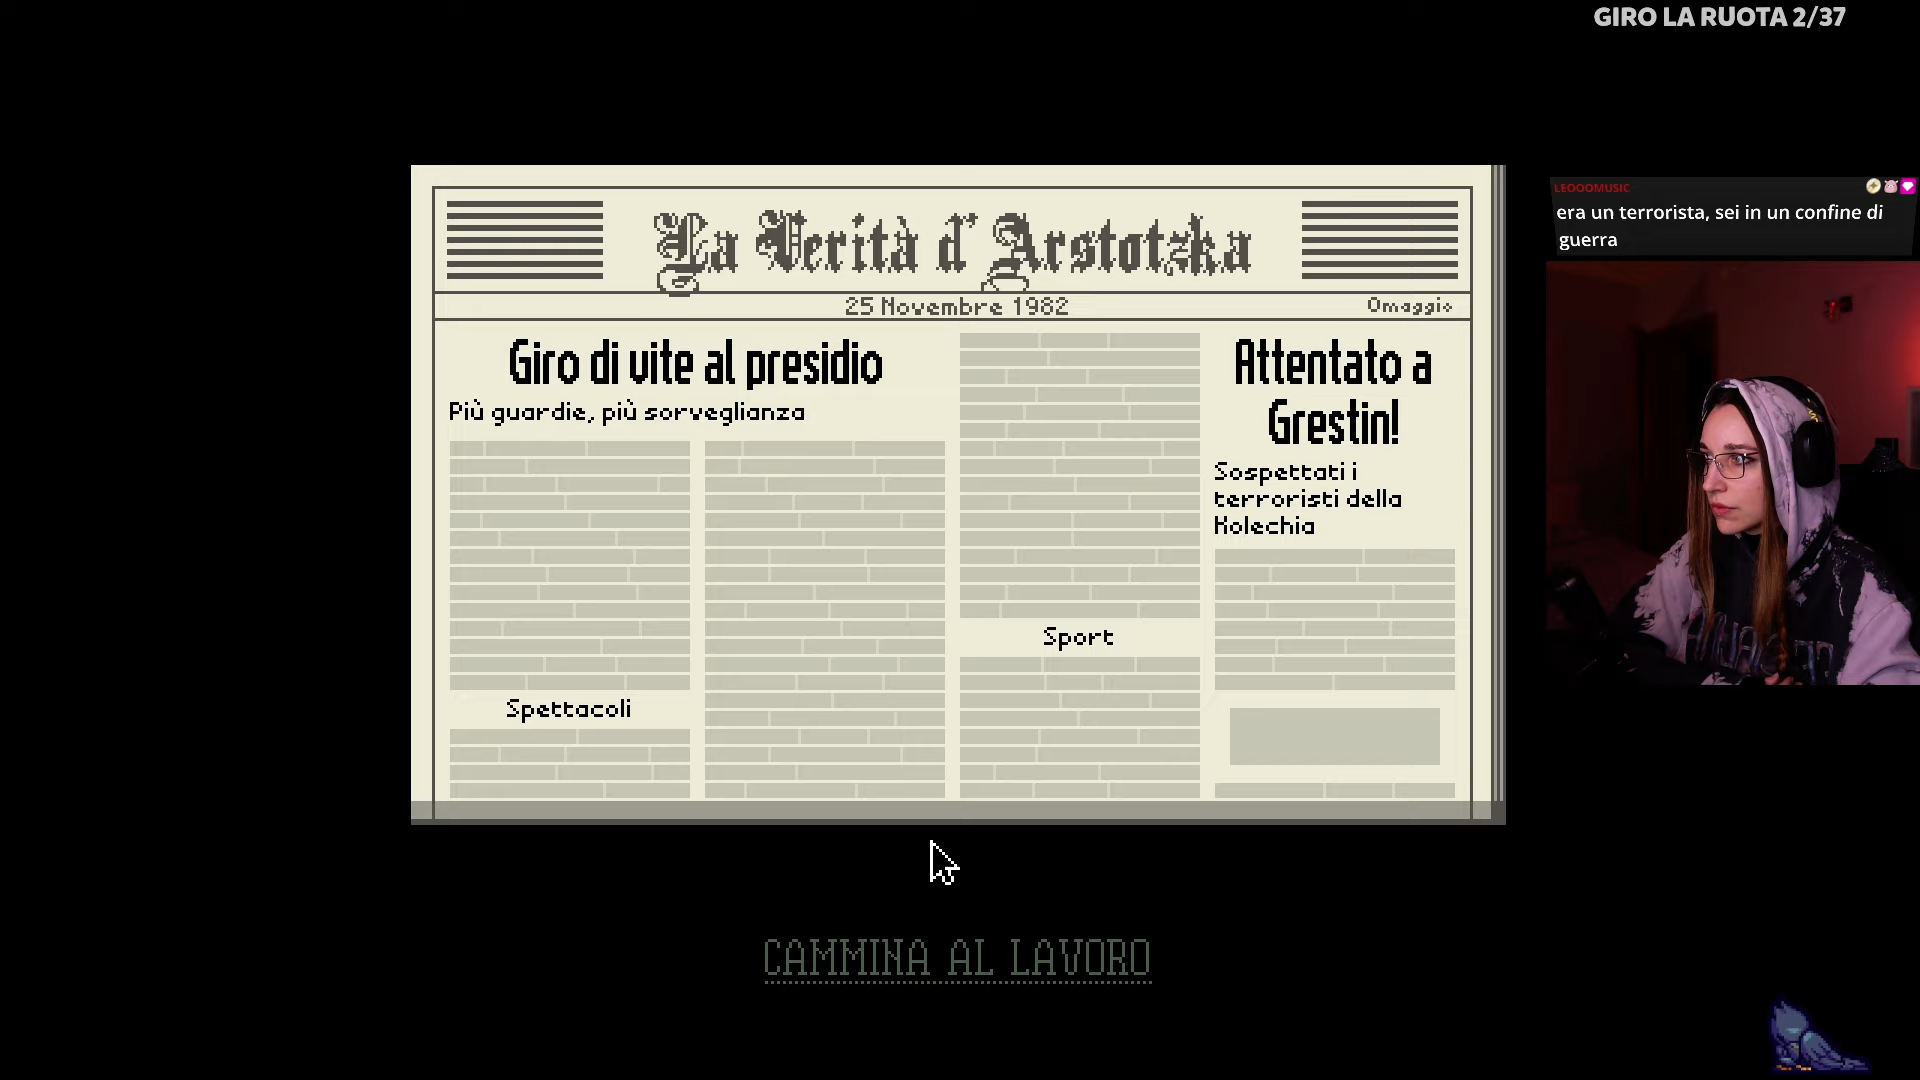 GIRO LA RUOTA 2/37
LEOOOMUSIC
era un terrorista, sei in un confine di
guerra
La Verità d'Arstotzka
25 Novembre 1982
Omaggio
Giro di vite al presidio
Più guardie, più sorveglianza
Spettacoli
Sport
Attentato a
Grestin!
Sospettati i
terroristi della
Kolechia
CAMMINA AL LAVORO